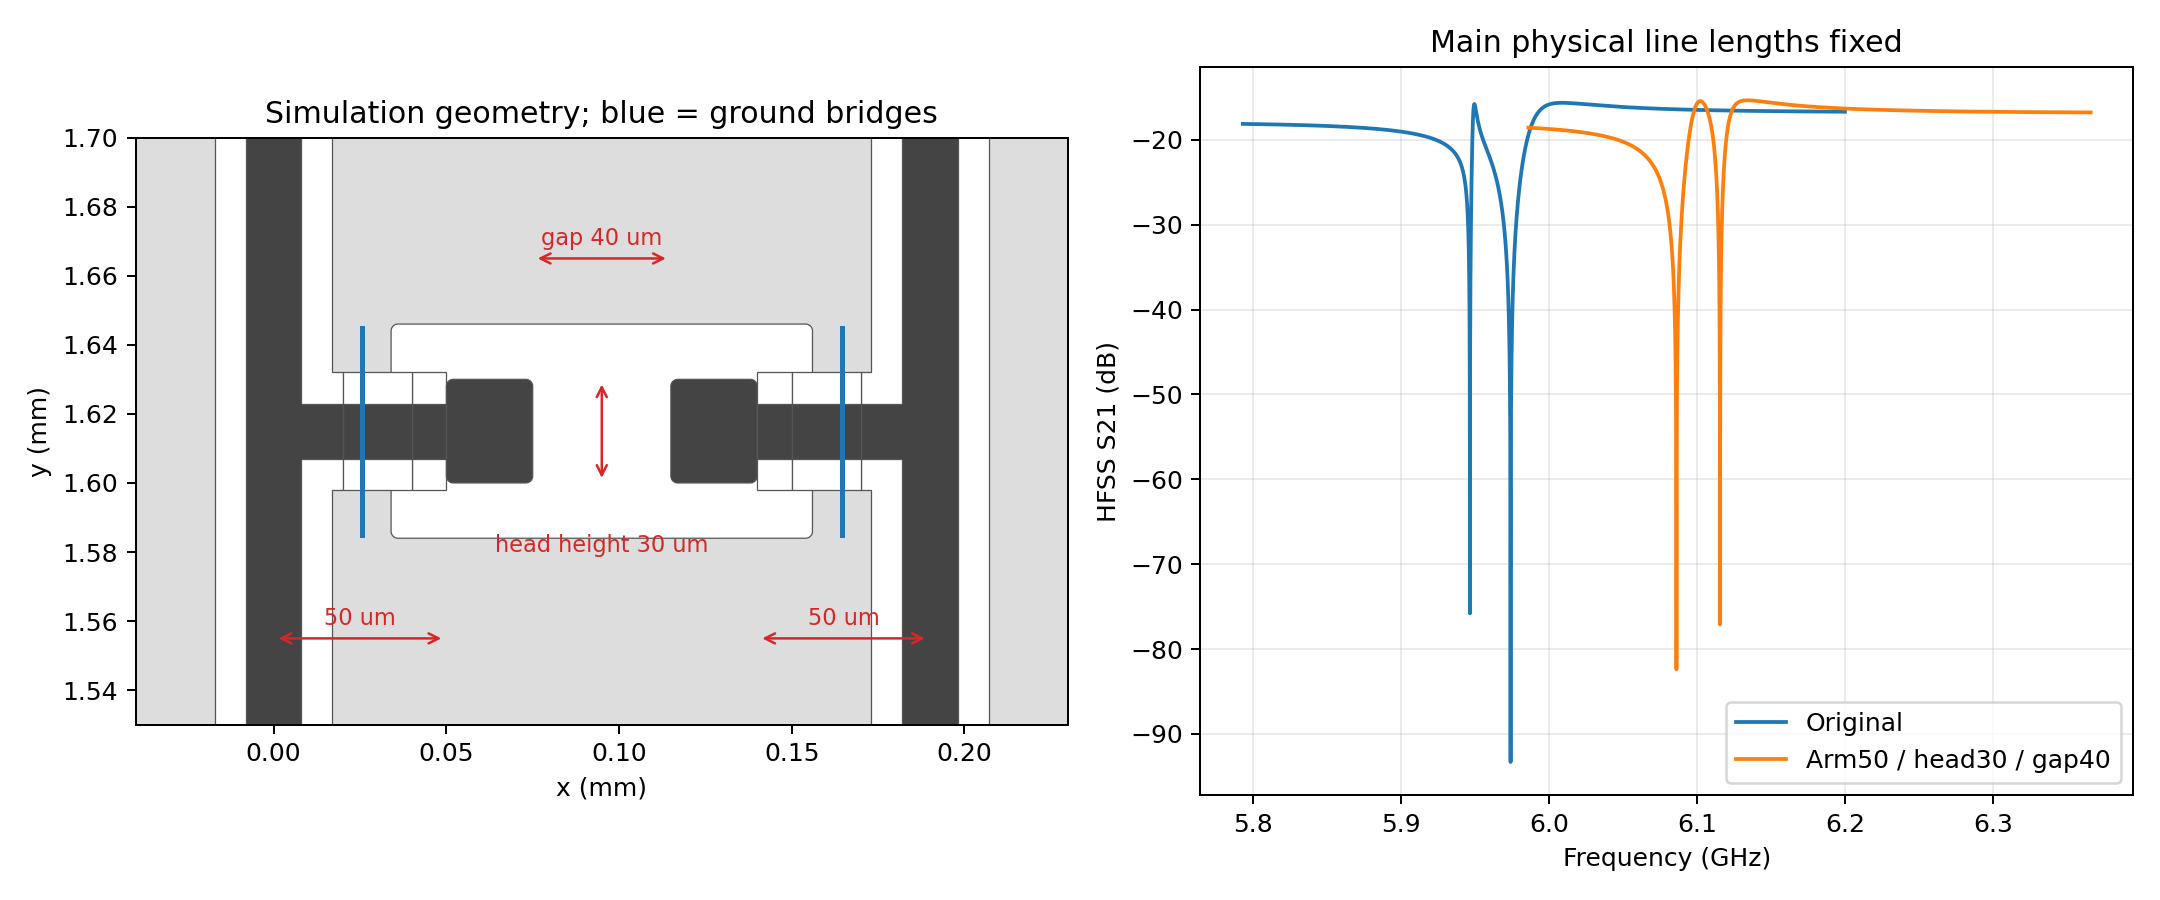 Simulation geometry; blue = ground bridges
1.70
1.68
1.66
1.64
1.62
1.60
1.58
1.56
1.54
y (mm)
gap 40 um
head height 30 um
50 um
50 um
0.00
0.05
0.10
0.15
0.20
x (mm)
Main physical line lengths fixed
−20
−30
−40
−50
−60
−70
−80
−90
HFSS S21 (dB)
Original
Arm50 / head30 / gap40
5.8
5.9
6.0
6.1
6.2
6.3
Frequency (GHz)